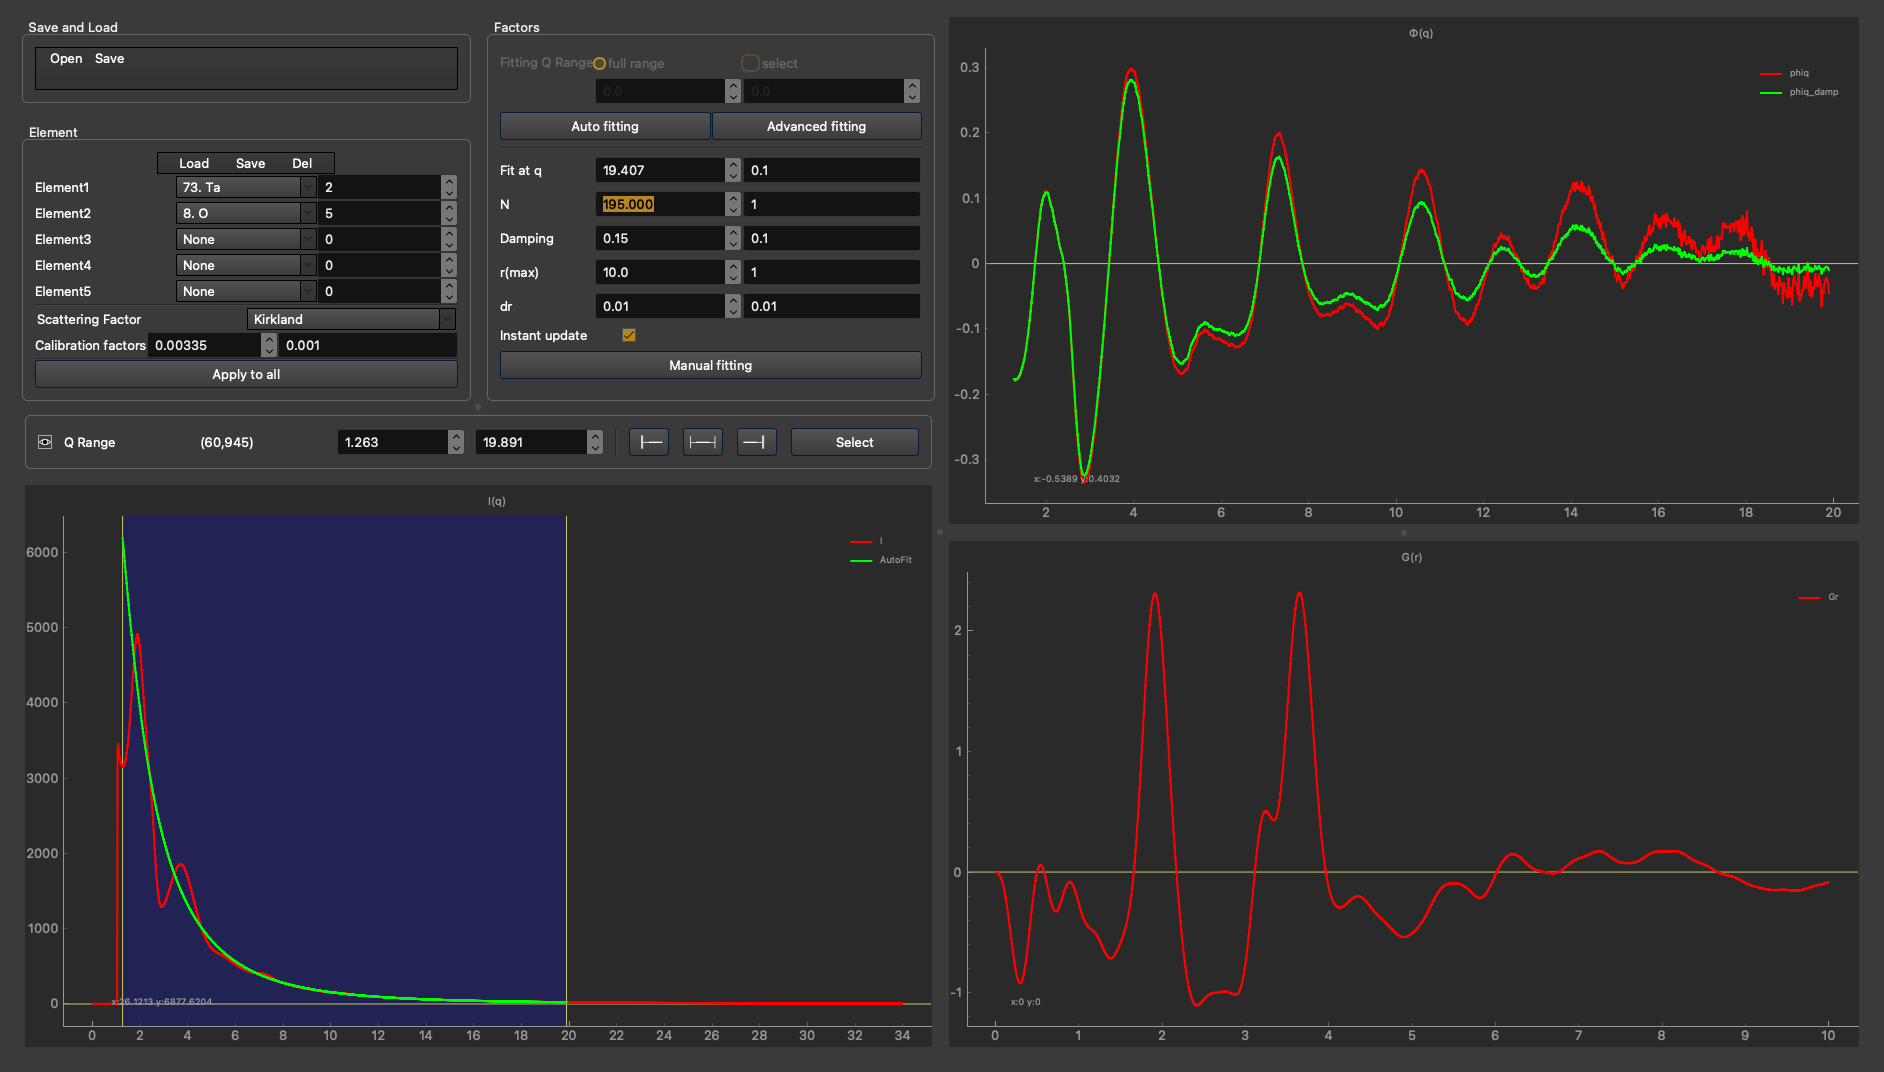 Save and Load
Open Save
Element
Load Save Del
Element1 73. Ta 2
Element2 8. O 5
Element3 None 0
Element4 None 0
Element5 None 0
Scattering Factor Kirkland
Calibration factors 0.00335 0.001
Apply to all
Factors
Fitting Q Range full range select
0.0 0.0
Auto fitting Advanced fitting
Fit at q 19.407 0.1
N 195.000 1
Damping 0.15 0.1
r(max) 10.0 1
dr 0.01 0.01
Instant update
Manual fitting
Q Range (60,945) 1.263 19.891 Select
I(q)
I
AutoFit
6000
5000
4000
3000
2000
1000
0
x:26.1213 y:6877.6204
0 2 4 6 8 10 12 14 16 18 20 22 24 26 28 30 32 34
Φ(q)
phiq
phiq_damp
0.3
0.2
0.1
0
-0.1
-0.2
-0.3
x:-0.5389 y:0.4032
2 4 6 8 10 12 14 16 18 20
G(r)
Gr
2
1
0
-1
x:0 y:0
0 1 2 3 4 5 6 7 8 9 10